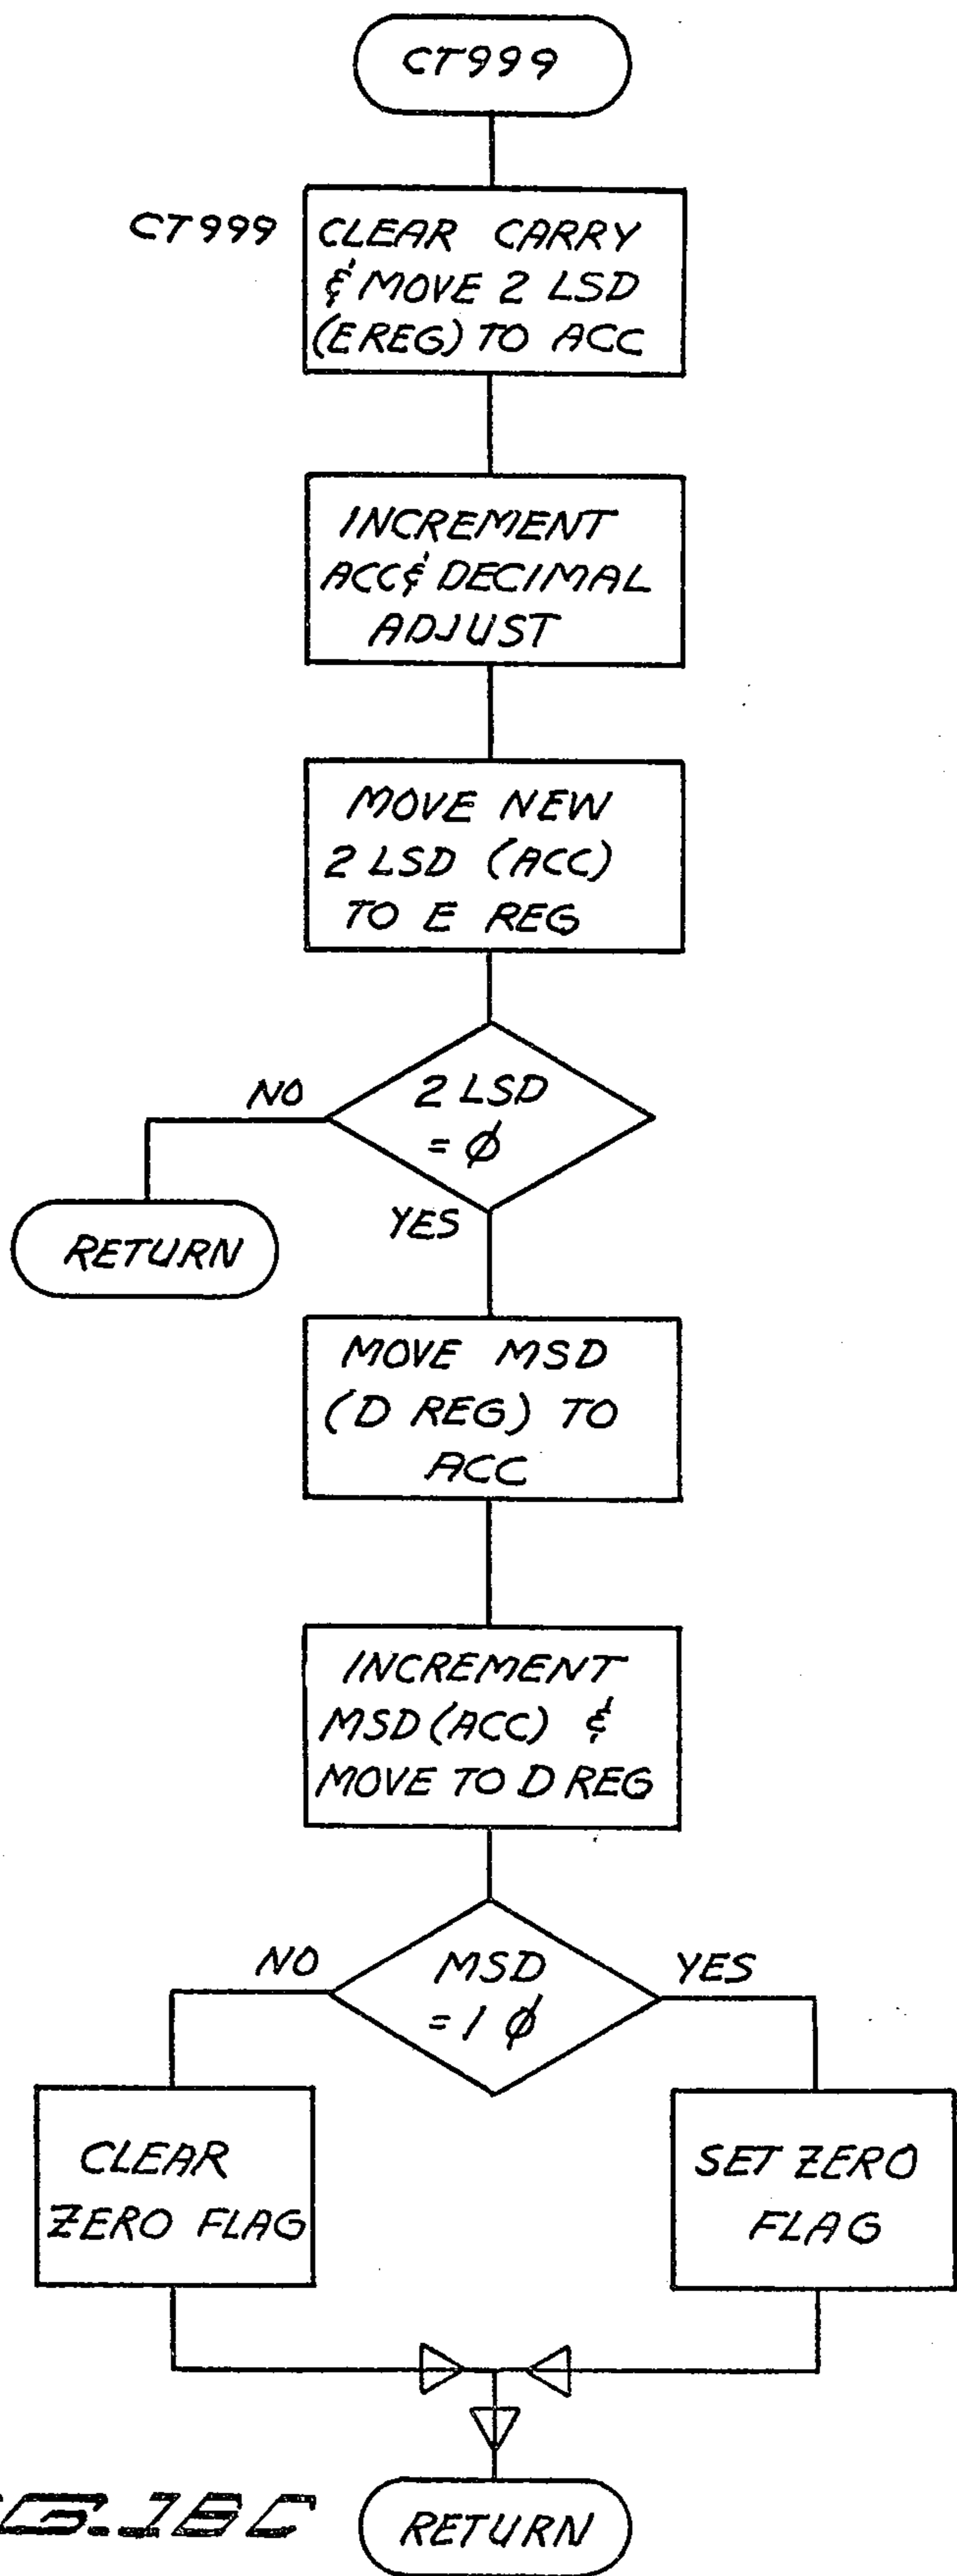 CT999
CT999
CLEAR CARRY
& MOVE 2 LSD
(E REG) TO ACC
INCREMENT
ACC & DECIMAL
ADJUST
MOVE NEW
2 LSD (ACC)
TO E REG
NO
2 LSD
= Ø
YES
RETURN
MOVE MSD
(D REG) TO
ACC
INCREMENT
MSD (ACC) &
MOVE TO D REG
NO
MSD
= 1 Ø
YES
CLEAR
ZERO FLAG
SET ZERO
FLAG
RETURN